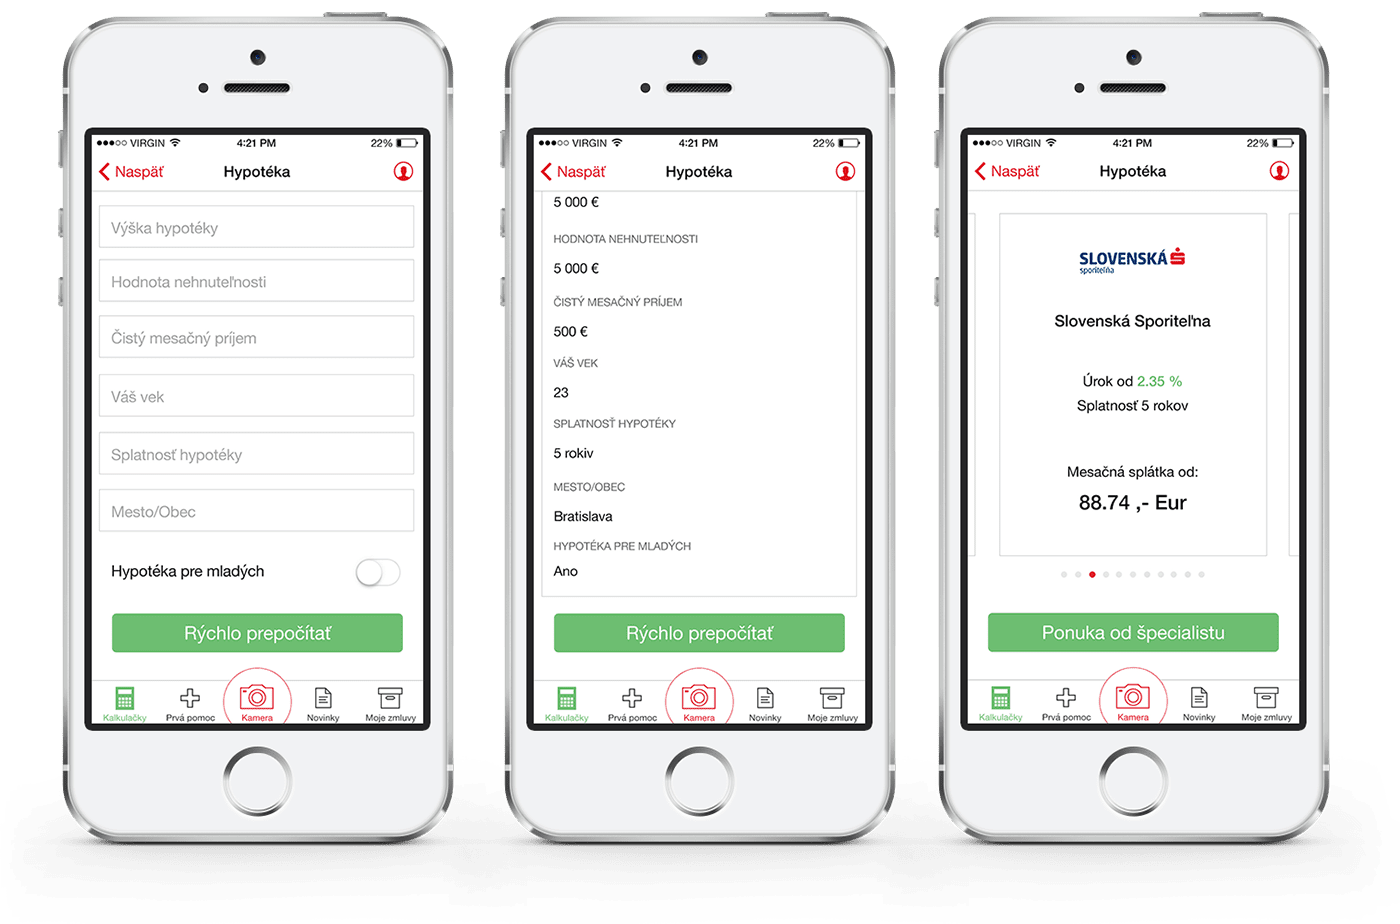 VIRGIN 4:21 PM 22%
Naspäť Hypotéka
Výška hypotéky
Hodnota nehnuteľnosti
Čistý mesačný príjem
Váš vek
Splatnosť hypotéky
Mesto/Obec
Hypotéka pre mladých
Rýchlo prepočítať
Kalkulačky Prvá pomoc Kamera Novinky Moje zmluvy
VIRGIN 4:21 PM 22%
Naspäť Hypotéka
5 000 €
HODNOTA NEHNUTEĽNOSTI
5 000 €
ČISTÝ MESAČNÝ PRÍJEM
500 €
VÁŠ VEK
23
SPLATNOSŤ HYPOTÉKY
5 rokiv
MESTO/OBEC
Bratislava
HYPOTÉKA PRE MLADÝCH
Ano
Rýchlo prepočítať
Kalkulačky Prvá pomoc Kamera Novinky Moje zmluvy
VIRGIN 4:21 PM 22%
Naspäť Hypotéka
SLOVENSKÁ
sporiteľňa
Slovenská Sporiteľna
Úrok od 2.35 %
Splatnosť 5 rokov
Mesačná splátka od:
88.74 ,- Eur
Ponuka od špecialistu
Kalkulačky Prvá pomoc Kamera Novinky Moje zmluvy